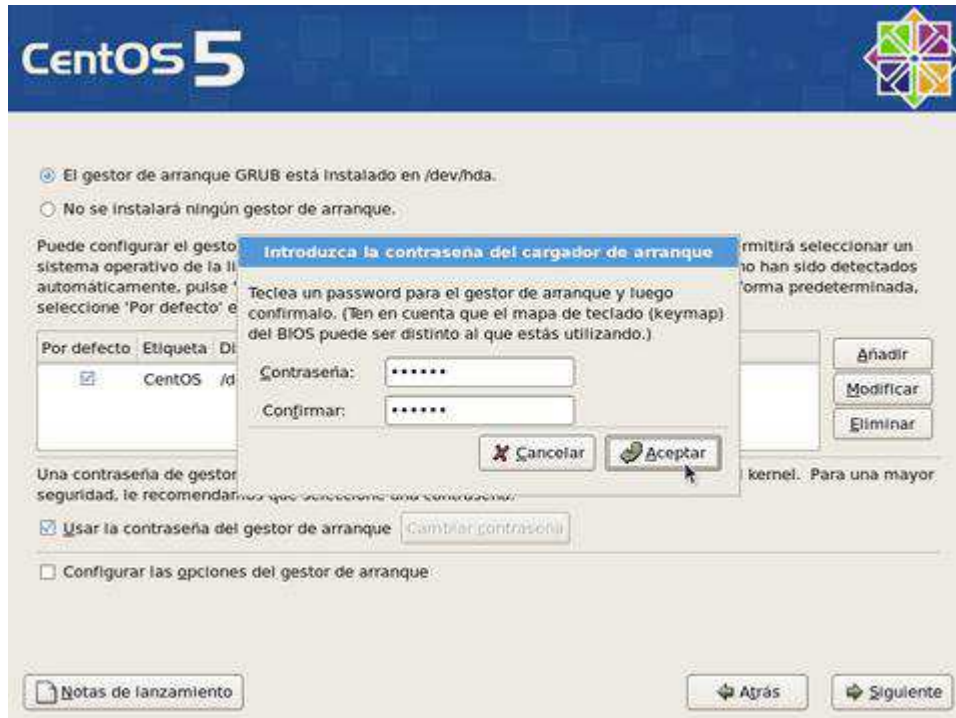 CentOS 5
El gestor de arranque GRUB está instalado en /dev/hda.
No se instalará ningún gestor de arranque.
Puede configurar el gesto
rmitirá seleccionar un
sistema operativo de la li
no han sido detectados
automáticamente, pulse '
forma predeterminada,
seleccione 'Por defecto' e
Introduzca la contraseña del cargador de arranque
Teclea un password para el gestor de arranque y luego
confirmalo. (Ten en cuenta que el mapa de teclado (keymap)
del BIOS puede ser distinto al que estás utilizando.)
Contraseña: ••••••
Confirmar: ••••••
Cancelar Aceptar
Por defecto Etiqueta Di
CentOS /d
Añadir
Modificar
Eliminar
Una contraseña de gestor
l kernel. Para una mayor
seguridad, le recomendamos que seleccione una contraseña.
Usar la contraseña del gestor de arranque Cambiar contraseña
Configurar las opciones del gestor de arranque
Notas de lanzamiento Atrás Siguiente